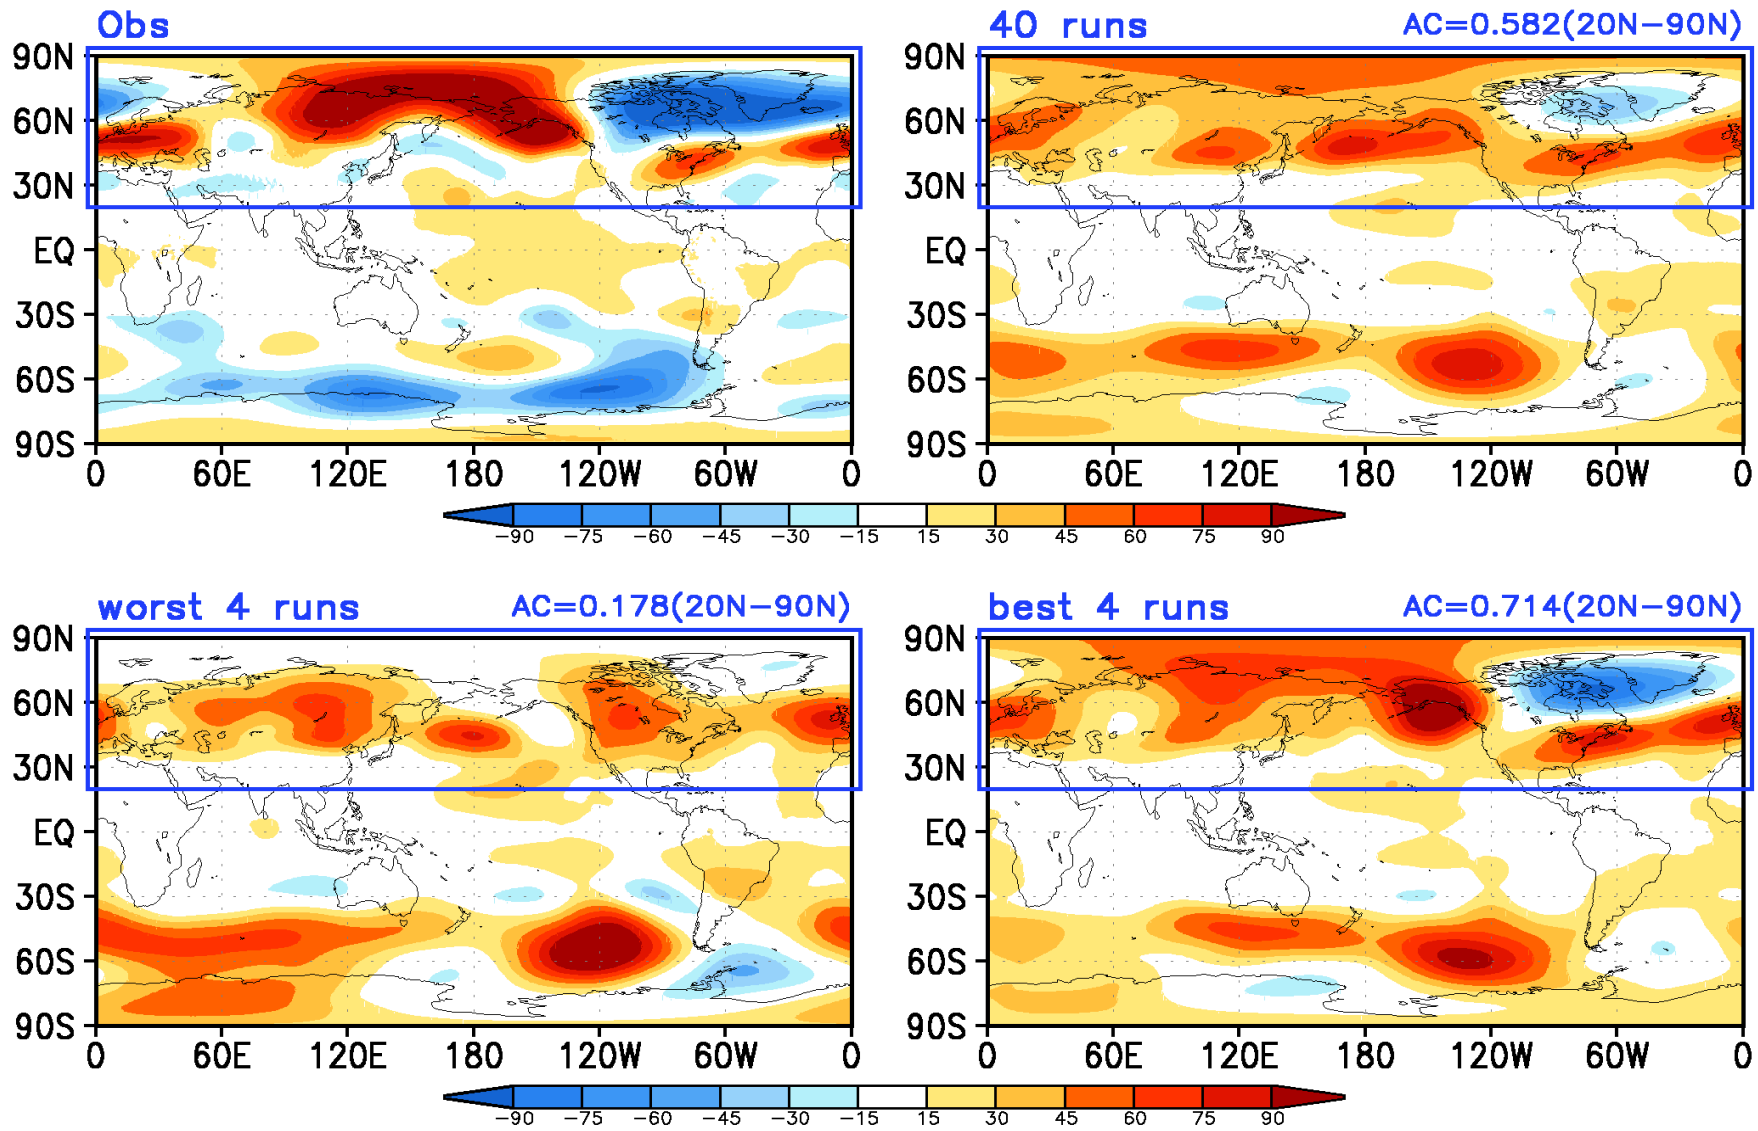 Obs
40 runs AC=0.582(20N−90N)
90N 90N
60N 60N
30N 30N
EQ EQ
30S 30S
60S 60S
90S 90S
0 60E 120E 180 120W 60W 0 0 60E 120E 180 120W 60W 0
−90 −75 −60 −45 −30 −15 15 30 45 60 75 90
worst 4 runs AC=0.178(20N−90N)
best 4 runs AC=0.714(20N−90N)
90N 90N
60N 60N
30N 30N
EQ EQ
30S 30S
60S 60S
90S 90S
0 60E 120E 180 120W 60W 0 0 60E 120E 180 120W 60W 0
−90 −75 −60 −45 −30 −15 15 30 45 60 75 90